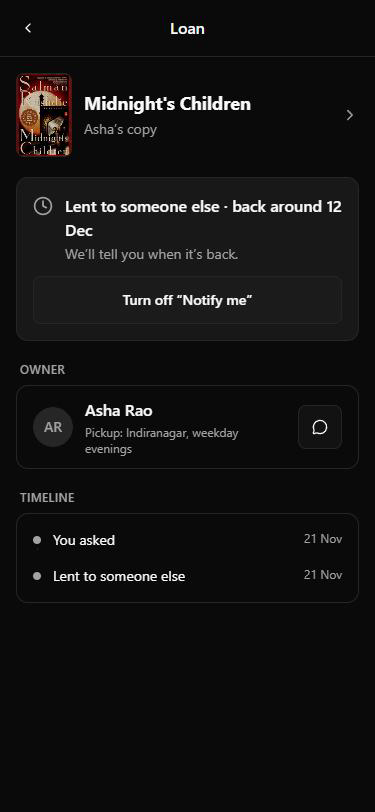 Loan
Salman
Rushdie
Midnight's
Children
Midnight's Children
Asha’s copy
Lent to someone else · back around 12
Dec
We’ll tell you when it’s back.
Turn off “Notify me”
OWNER
AR
Asha Rao
Pickup: Indiranagar, weekday
evenings
TIMELINE
You asked
21 Nov
Lent to someone else
21 Nov